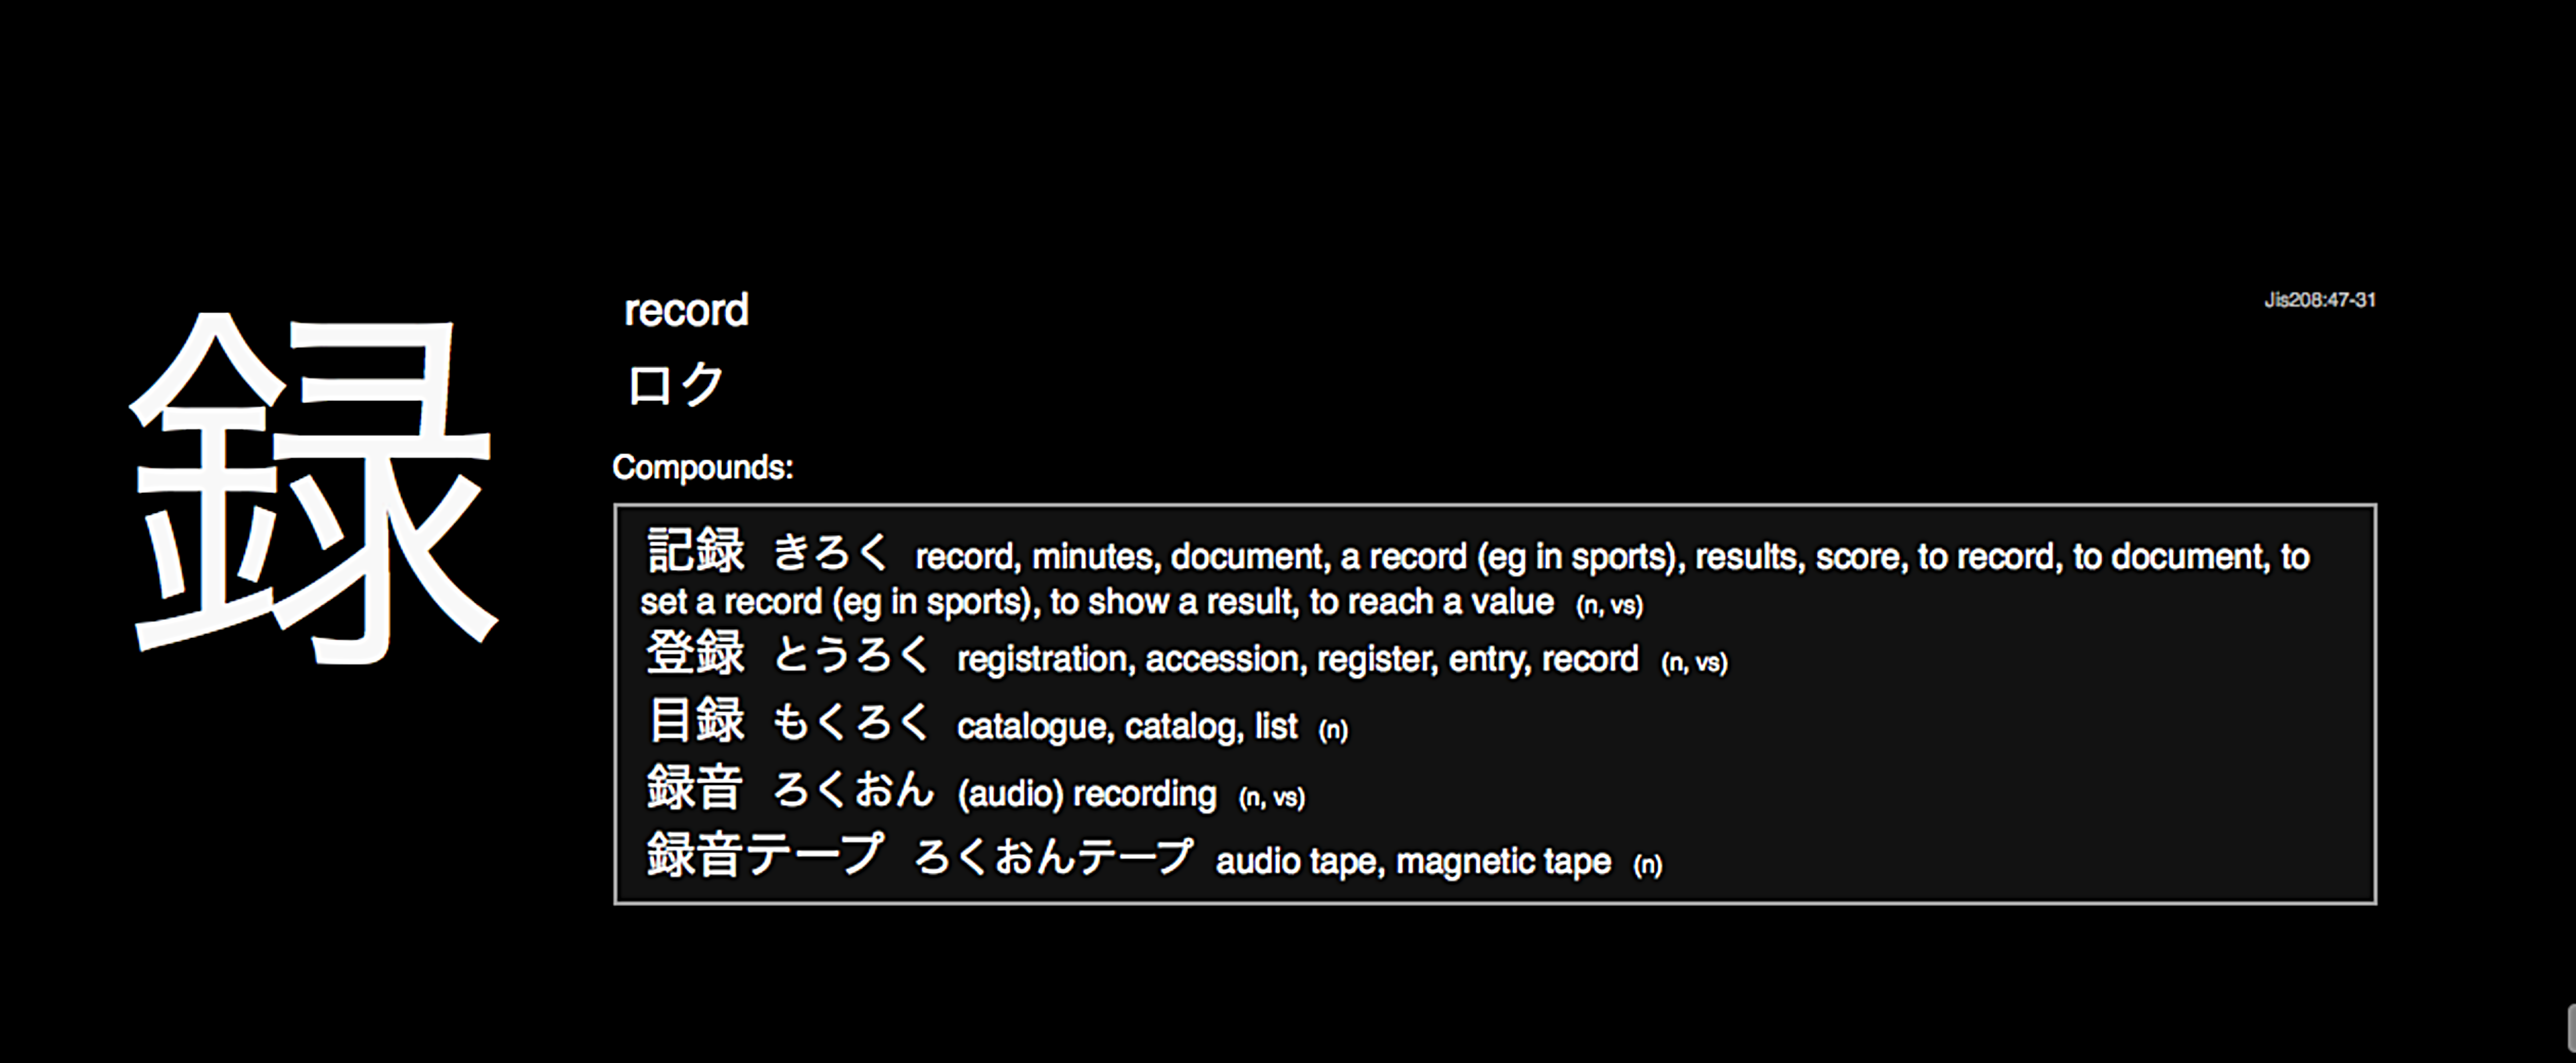 録
record
Jis208:47-31
ロク
Compounds:
記録 きろく record, minutes, document, a record (eg in sports), results, score, to record, to document, to
set a record (eg in sports), to show a result, to reach a value (n, vs)
登録 とうろく registration, accession, register, entry, record (n, vs)
目録 もくろく catalogue, catalog, list (n)
録音 ろくおん (audio) recording (n, vs)
録音テープ ろくおんテープ audio tape, magnetic tape (n)